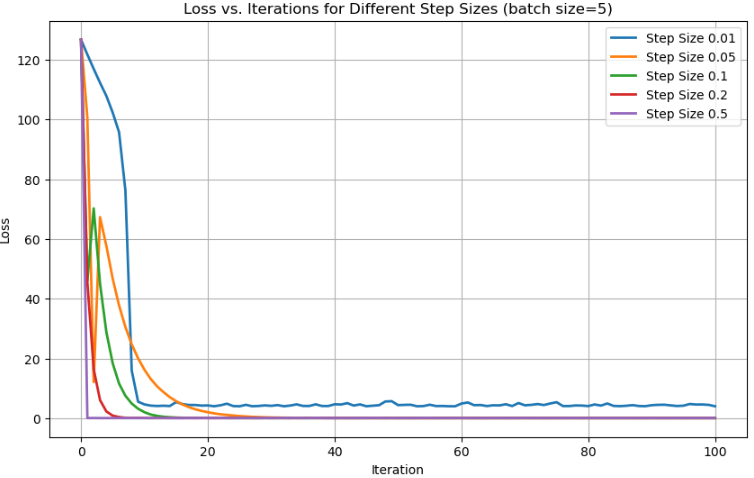 Loss vs. Iterations for Different Step Sizes (batch size=5)
Step Size 0.01
Step Size 0.05
Step Size 0.1
Step Size 0.2
Step Size 0.5
120
100
80
60
40
20
0
Loss
0 20 40 60 80 100
Iteration